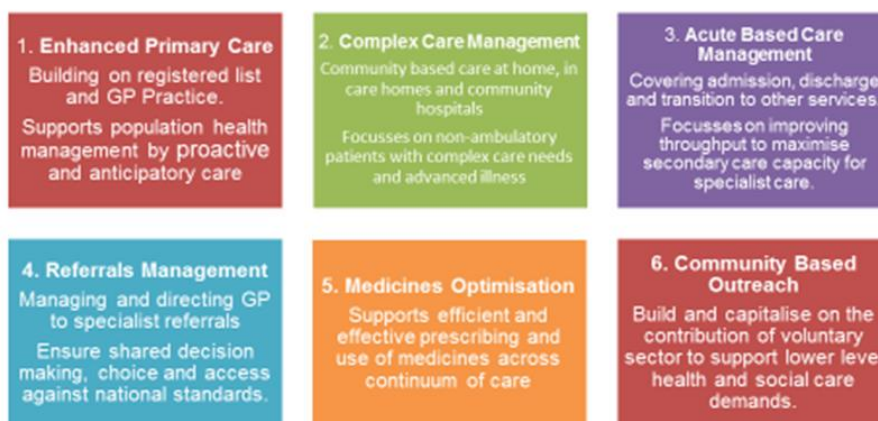 1. Enhanced Primary Care
Building on registered list
and GP Practice.
Supports population health
management by proactive
and anticipatory care
2. Complex Care Management
Community based care at home, in
care homes and community
hospitals
Focusses on non-ambulatory
patients with complex care needs
and advanced illness
3. Acute Based Care
Management
Covering admission, discharge
and transition to other services
Focusses on improving
throughput to maximise
secondary care capacity for
specialist care.
4. Referrals Management
Managing and directing GP
to specialist referrals
Ensure shared decision
making, choice and access
against national standards.
5. Medicines Optimisation
Supports efficient and
effective prescribing and
use of medicines across
continuum of care
6. Community Based
Outreach
Build and capitalise on the
contribution of voluntary
sector to support lower level
health and social care
demands.